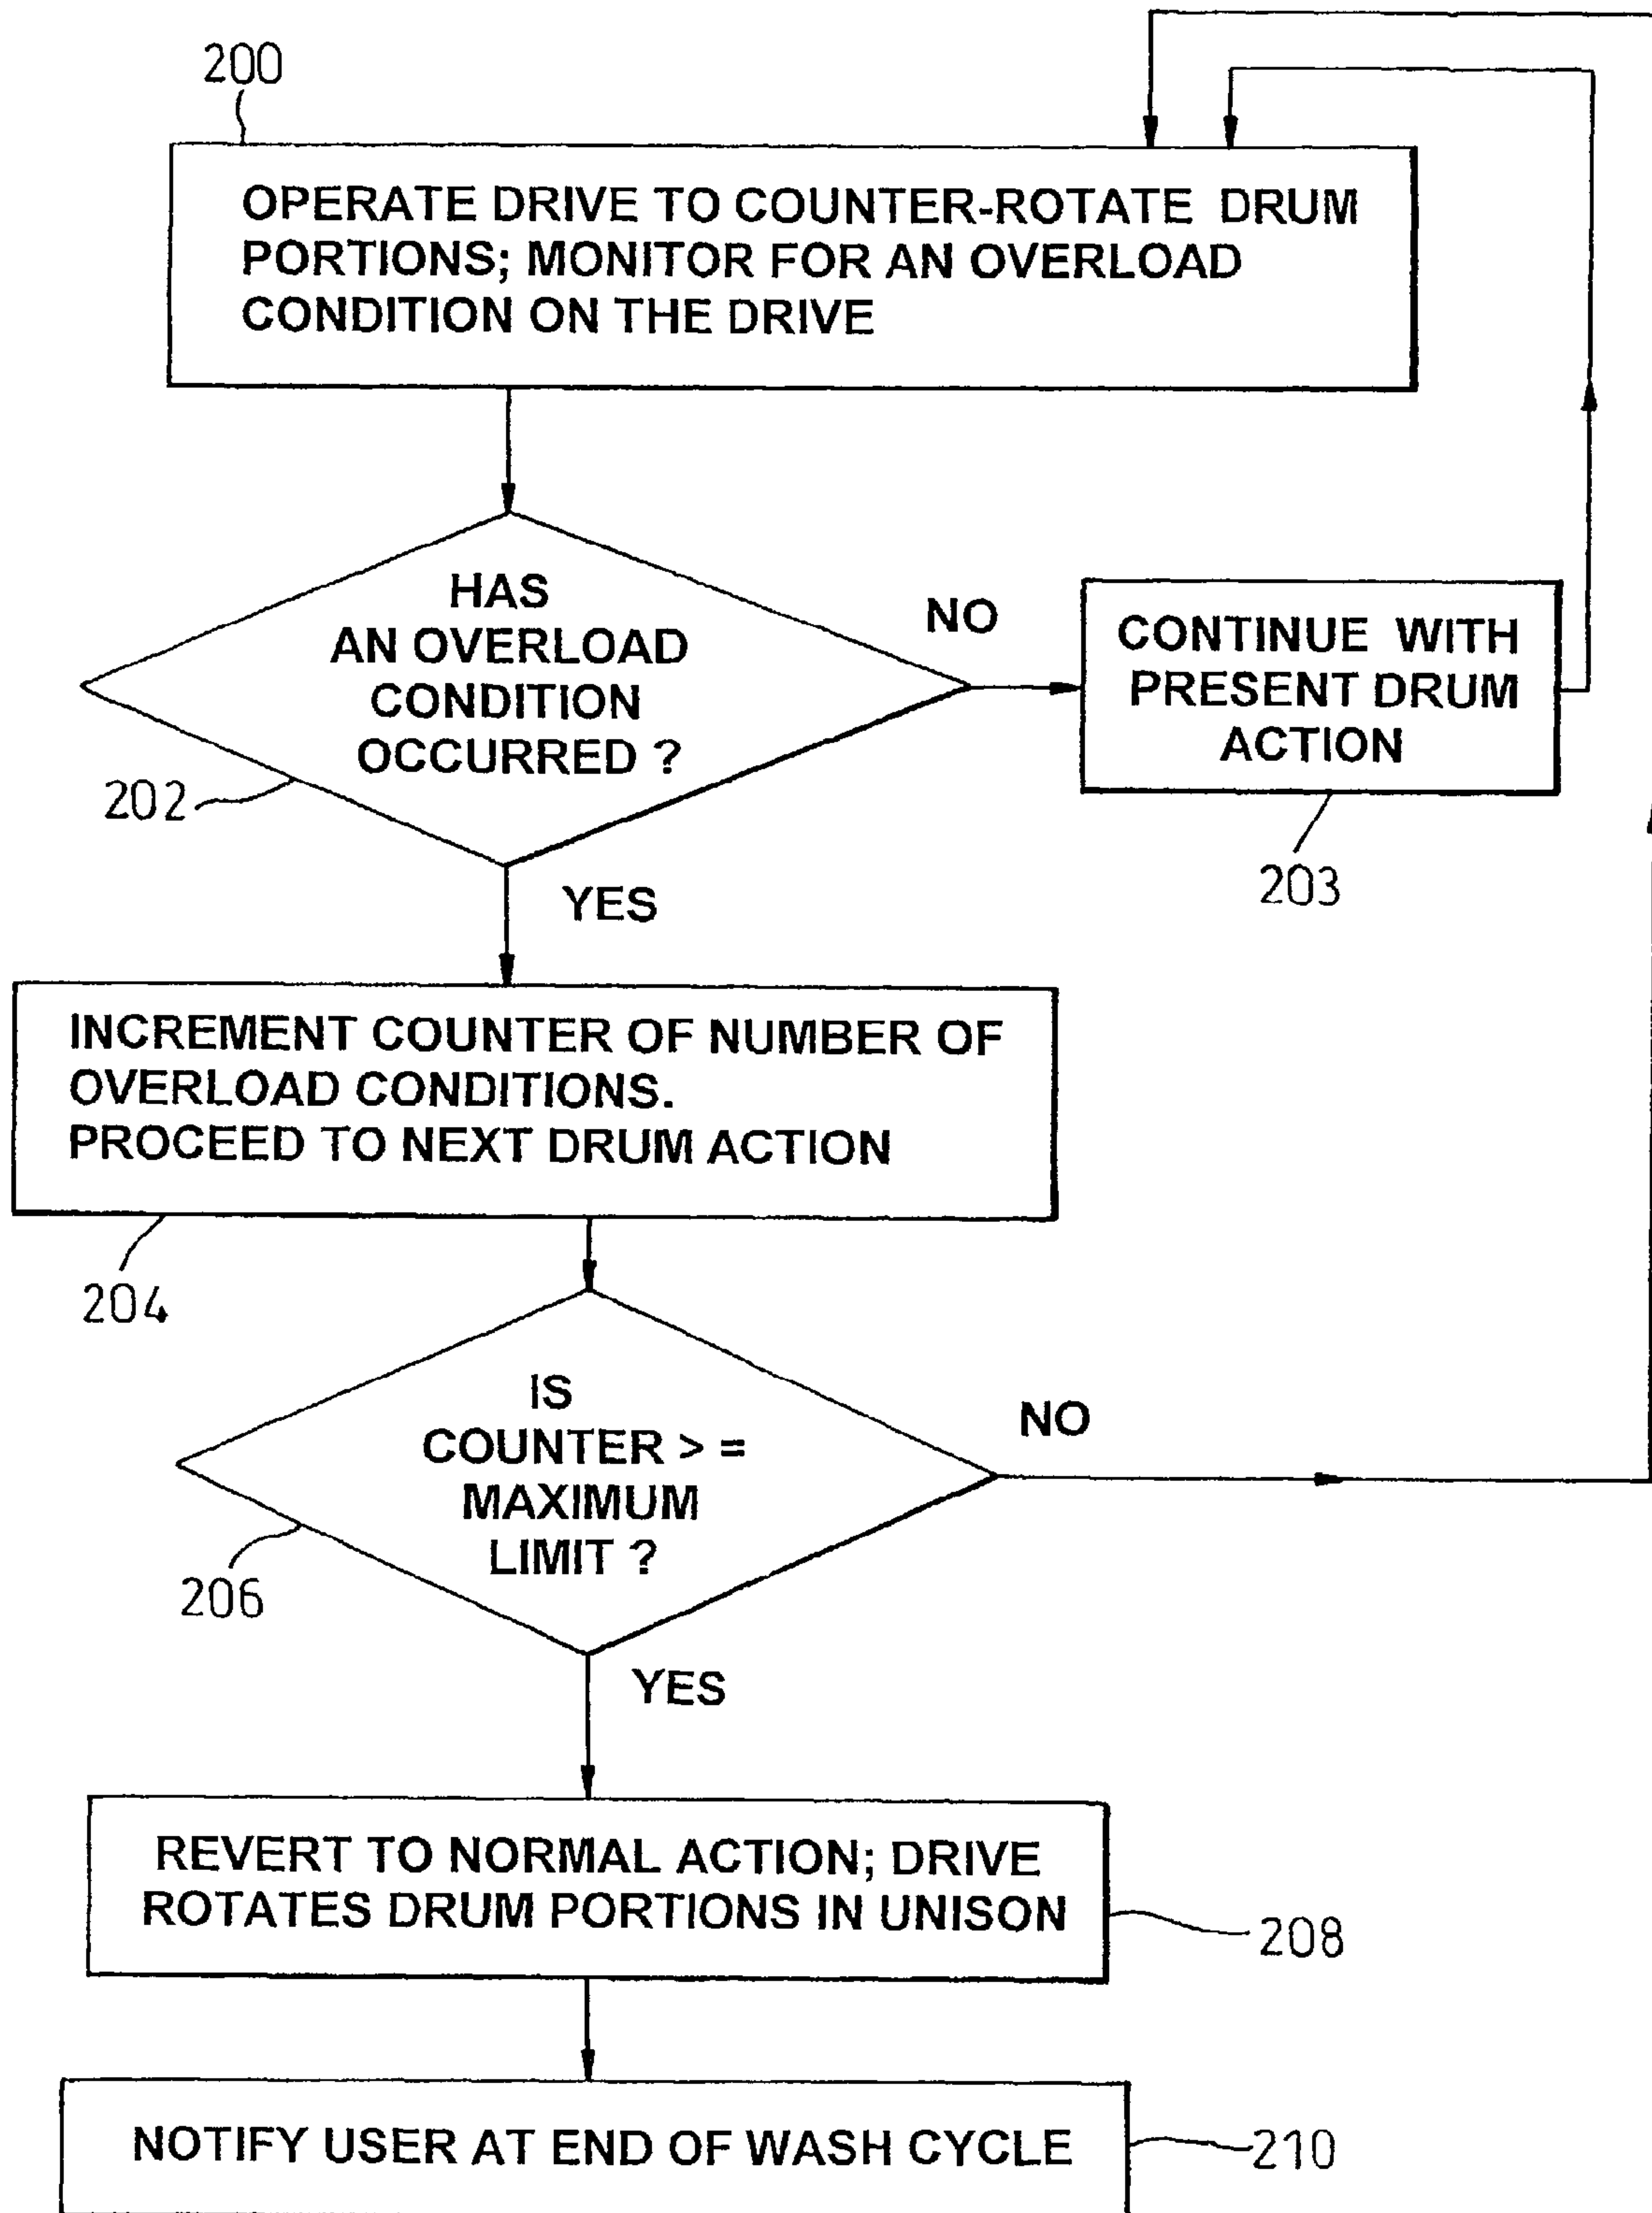 200
OPERATE DRIVE TO COUNTER-ROTATE DRUM
PORTIONS; MONITOR FOR AN OVERLOAD
CONDITION ON THE DRIVE
HAS
AN OVERLOAD
CONDITION
OCCURRED ?
202
NO
CONTINUE WITH
PRESENT DRUM
ACTION
203
YES
INCREMENT COUNTER OF NUMBER OF
OVERLOAD CONDITIONS.
PROCEED TO NEXT DRUM ACTION
204
IS
COUNTER > =
MAXIMUM
LIMIT ?
206
NO
YES
REVERT TO NORMAL ACTION; DRIVE
ROTATES DRUM PORTIONS IN UNISON
208
NOTIFY USER AT END OF WASH CYCLE
210